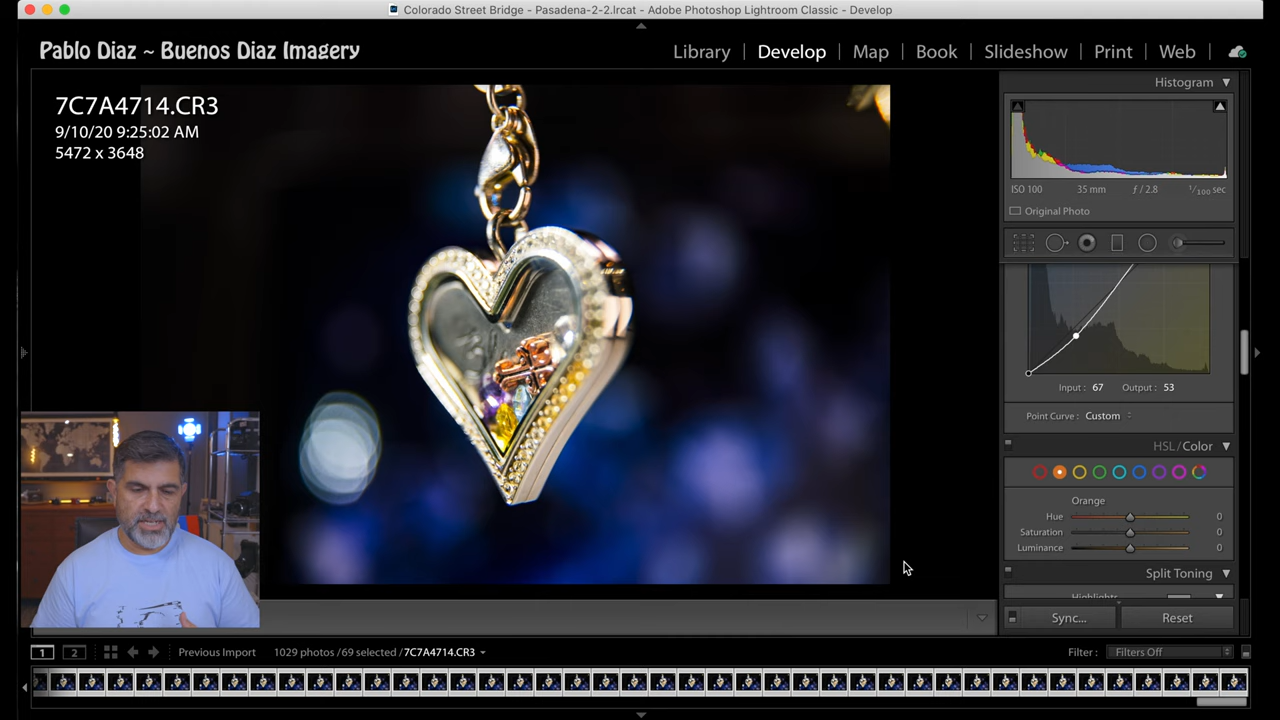 Colorado Street Bridge - Pasadena-2-2.lrcat - Adobe Photoshop Lightroom Classic - Develop
Pablo Diaz ~ Buenos Diaz Imagery
Library | Develop | Map | Book | Slideshow | Print | Web
7C7A4714.CR3
9/10/20 9:25:02 AM
5472 x 3648
Histogram
ISO 100 35 mm ƒ / 2.8 1/100 sec
Original Photo
Input : 67 Output : 53
Point Curve : Custom
HSL / Color
Orange
Hue 0
Saturation 0
Luminance 0
Split Toning
Highlights
Sync... Reset
1 2 Previous Import 1029 photos / 69 selected / 7C7A4714.CR3 Filter : Filters Off